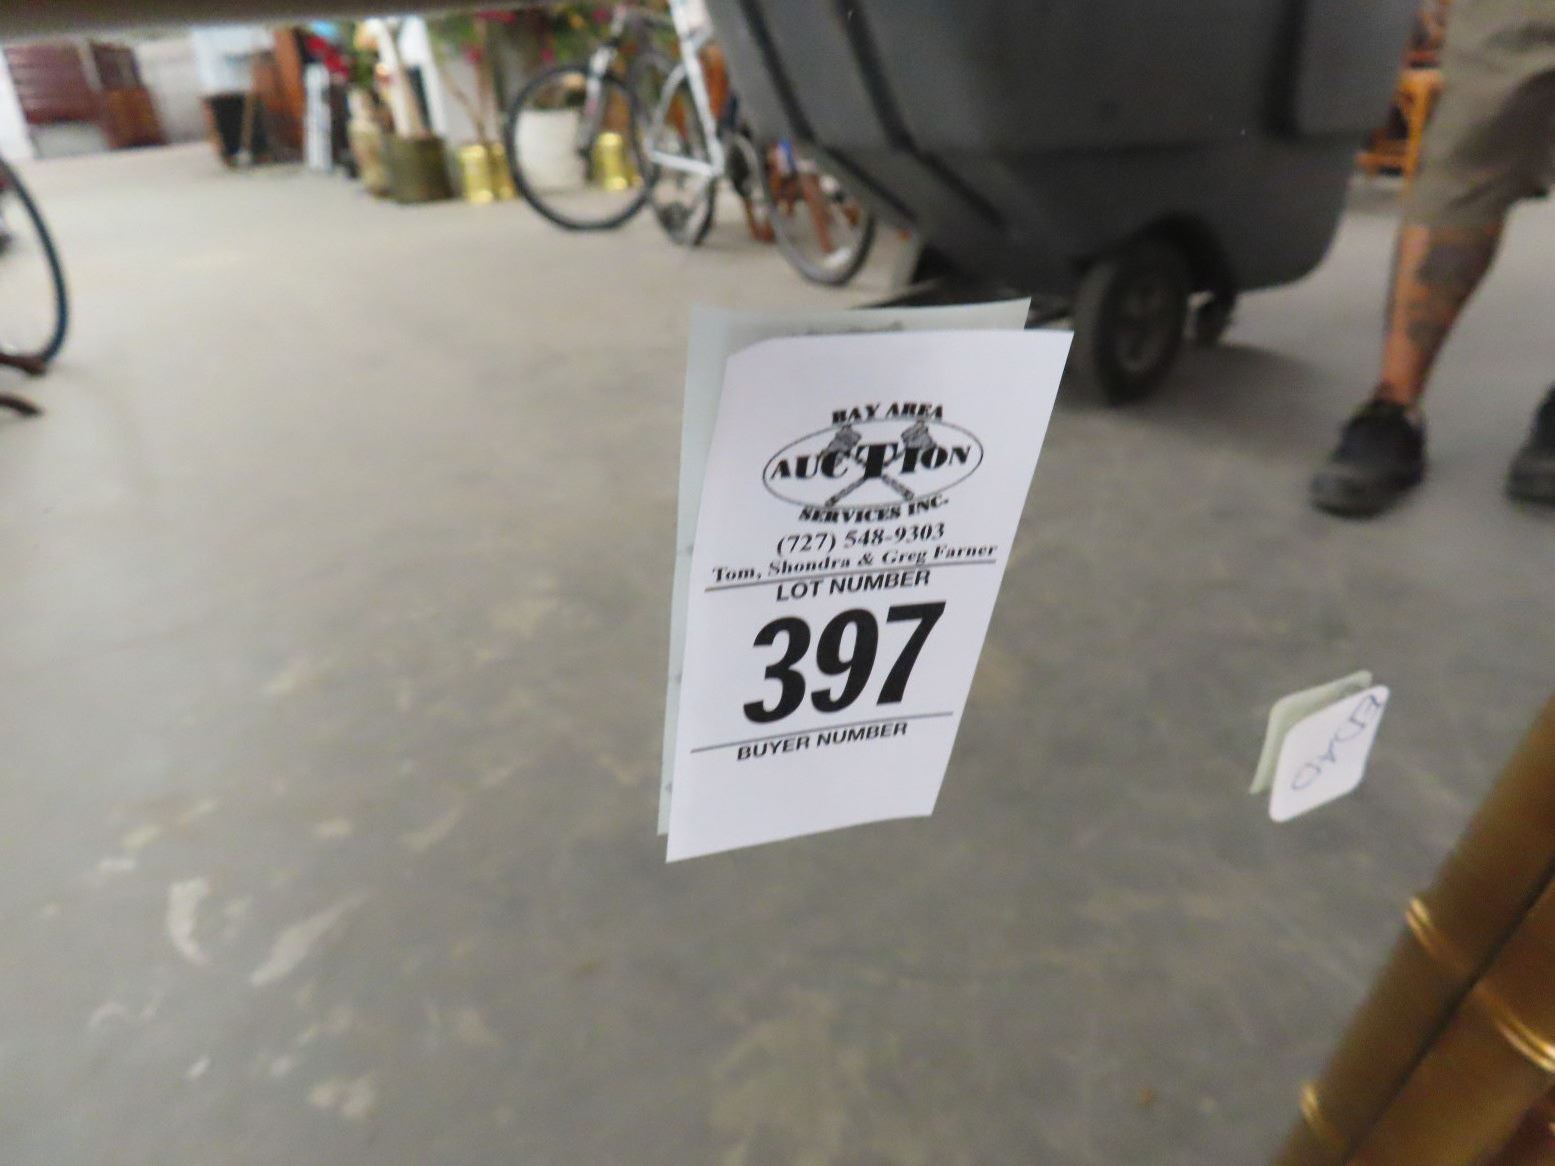 BAY AREA
AUCTION
SERVICES INC.
(727) 548-9303
Tom, Shondra & Greg Farner
LOT NUMBER
397
BUYER NUMBER